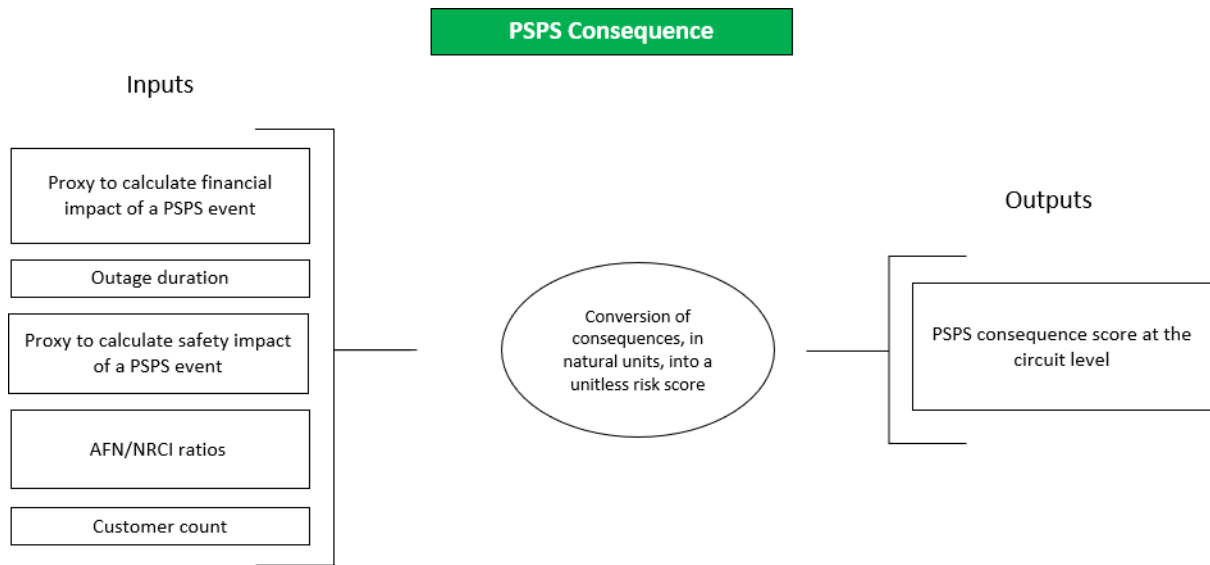 PSPS Consequence
Inputs
Proxy to calculate financial
impact of a PSPS event
Outage duration
Proxy to calculate safety impact
of a PSPS event
AFN/NRCI ratios
Customer count
Conversion of
consequences, in
natural units, into a
unitless risk score
Outputs
PSPS consequence score at the
circuit level